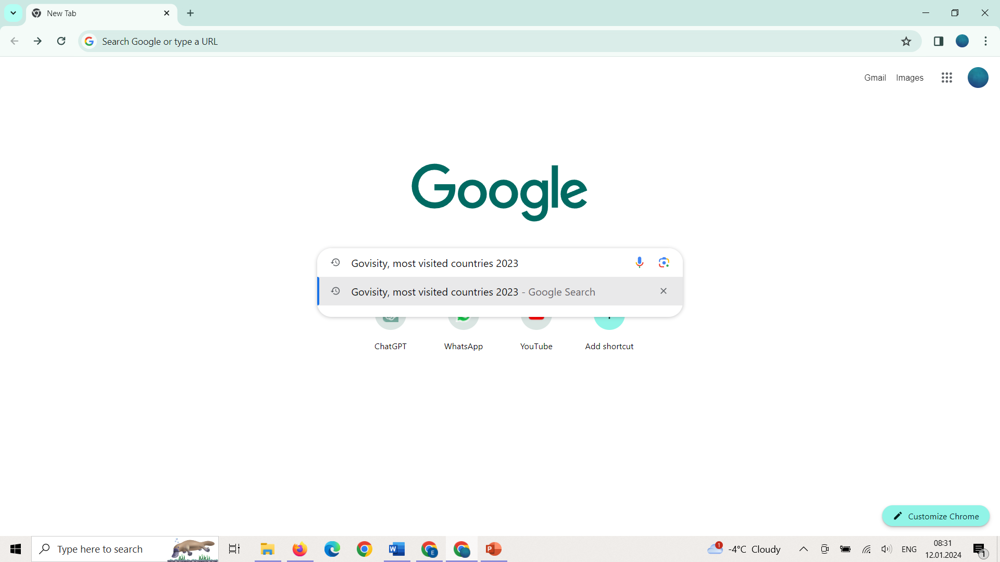 New Tab
Search Google or type a URL
Gmail Images
Google
Govisity, most visited countries 2023
Govisity, most visited countries 2023 - Google Search
ChatGPT WhatsApp YouTube Add shortcut
Customize Chrome
Type here to search
1
-4°C Cloudy
ENG
08:31
12.01.2024
1